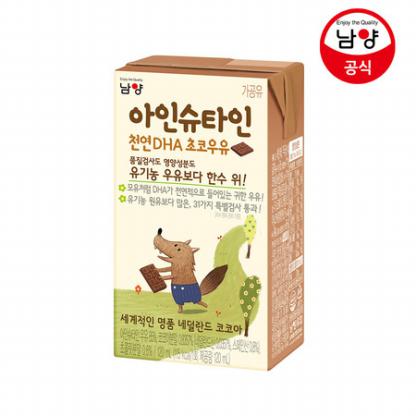 Enjoy the Quality
남양
공식
Enjoy the Quality
남양
가공유
아인슈타인
천연DHA 초코우유
품질검사도 영양성분도
유기농 우유보다 한수 위!
모유처럼 DHA가 천연적으로 들어있는 귀한 우유!
유기농 원유보다 많은, 31가지 특별검사 통과!
세계적인 명품 네덜란드 코코아
120 mL